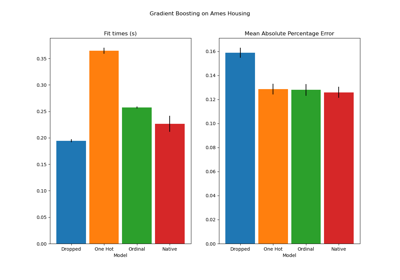 Gradient Boosting on Ames Housing
Fit times (s)
0.35
0.30
0.25
0.20
0.15
0.10
0.05
0.00
Dropped One Hot Ordinal Native
Model
Mean Absolute Percentage Error
0.16
0.14
0.12
0.10
0.08
0.06
0.04
0.02
0.00
Dropped One Hot Ordinal Native
Model